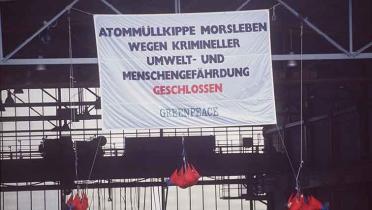 ATOMMÜLLKIPPE MORSLEBEN
WEGEN KRIMINELLER
UMWELT- UND
MENSCHENGEFÄHRDUNG
GESCHLOSSEN
GREENPEACE